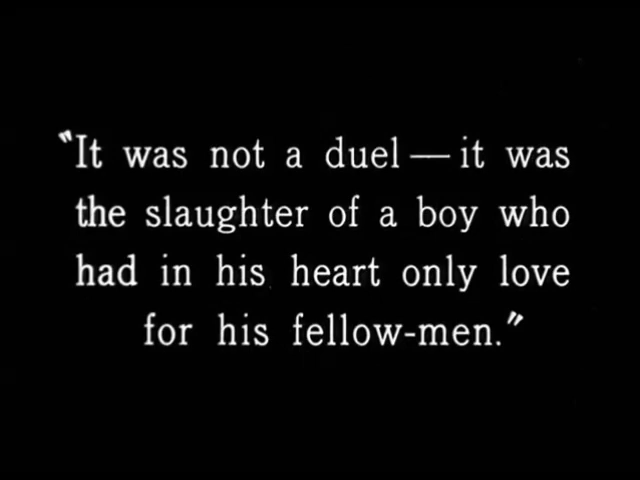 "It was not a duel — it was
the slaughter of a boy who
had in his heart only love
for his fellow-men."